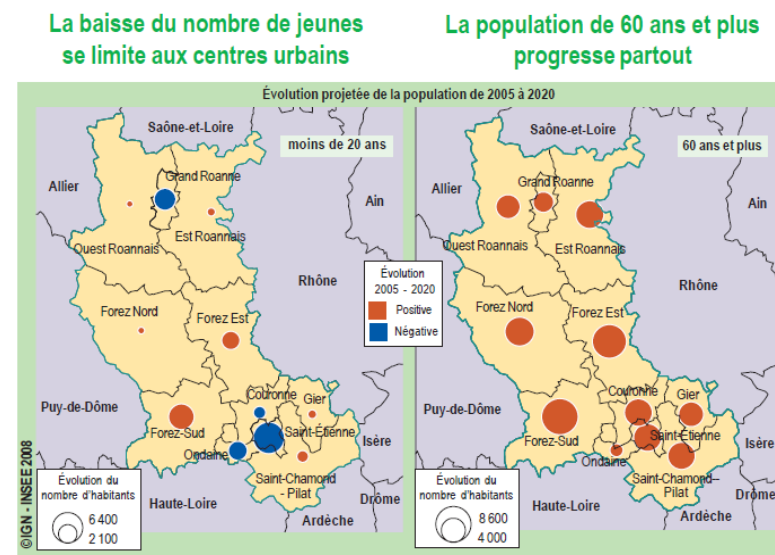 La baisse du nombre de jeunes
se limite aux centres urbains
La population de 60 ans et plus
progresse partout
Évolution projetée de la population de 2005 à 2020
Saône-et-Loire
moins de 20 ans
Allier
Grand Roanne
Ain
Ouest Roannais
Est Roannais
Rhône
Forez Nord
Forez Est
Puy-de-Dôme
Couronne
Gier
Forez-Sud
Saint-Étienne
Isère
Ondaine
Saint-Chamond
- Pilat
Haute-Loire
Drôme
Ardèche
Évolution du
nombre d'habitants
6 400
2 100
©IGN - INSEE 2008
Évolution
2005 - 2020
Positive
Négative
Saône-et-Loire
60 ans et plus
Allier
Grand Roanne
Ain
Ouest Roannais
Est Roannais
Rhône
Forez Nord
Forez Est
Puy-de-Dôme
Couronne
Gier
Forez-Sud
Saint-Étienne
Isère
Ondaine
Saint-Chamond–
Pilat
Haute-Loire
Drôme
Ardèche
Évolution du
nombre d'habitants
8 600
4 000